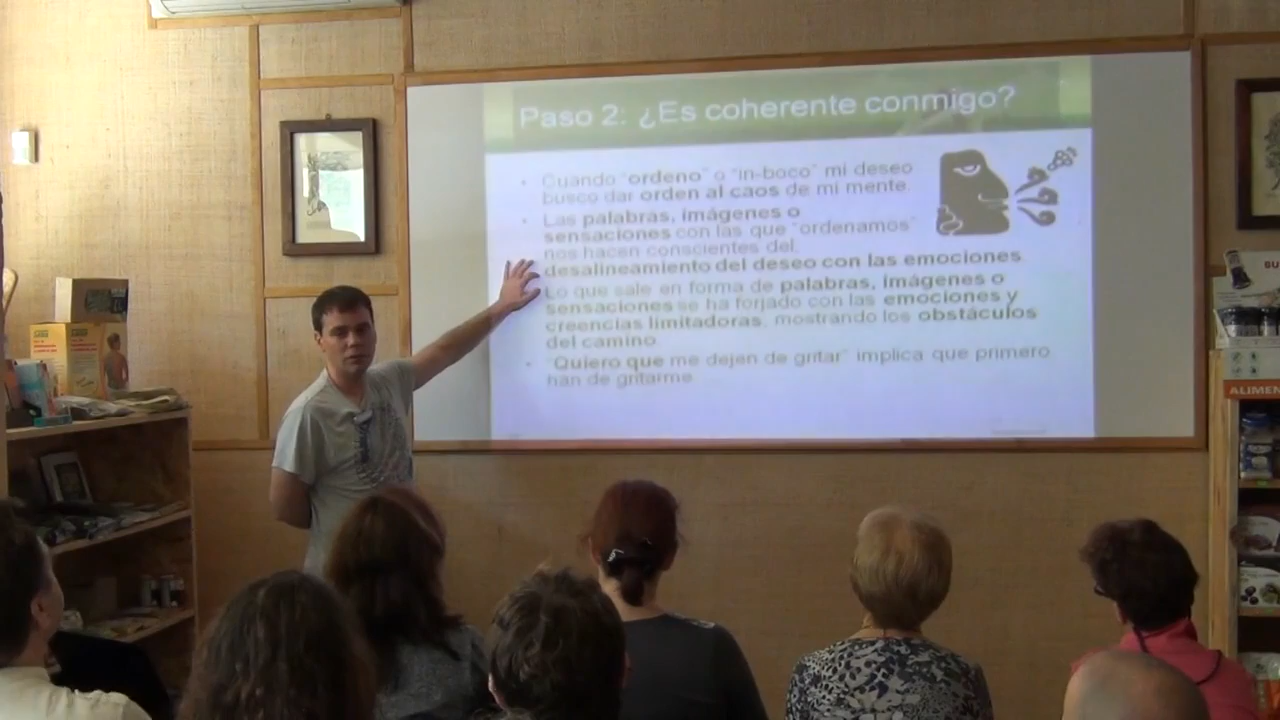 Paso 2: ¿Es coherente conmigo?
• Cuándo "ordeno" o "in-boco" mi deseo
busco dar orden al caos de mi mente.
• Las palabras, imágenes o
sensaciones con las que "ordenamos"
nos hacen conscientes del
desalineamiento del deseo con las emociones.
• Lo que sale en forma de palabras, imágenes o
sensaciones se ha forjado con las emociones y
creencias limitadoras, mostrando los obstáculos
del camino.
• "Quiero que me dejen de gritar" implica que primero
han de gritarme
ALIMEN